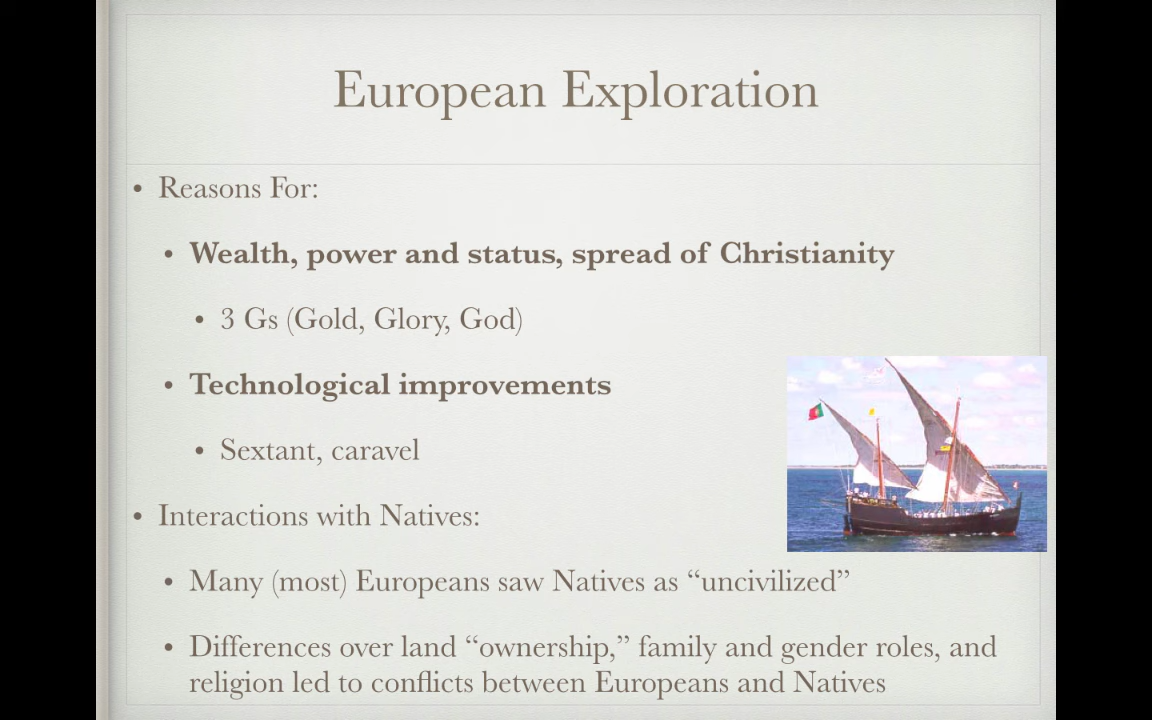 European Exploration
• Reasons For:
• Wealth, power and status, spread of Christianity
• 3 Gs (Gold, Glory, God)
• Technological improvements
• Sextant, caravel
• Interactions with Natives:
• Many (most) Europeans saw Natives as “uncivilized”
• Differences over land “ownership,” family and gender roles, and
religion led to conflicts between Europeans and Natives